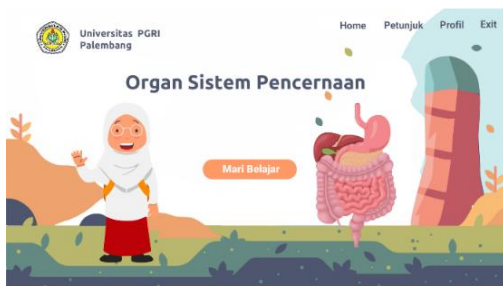 Universitas PGRI
Palembang
Home Petunjuk Profil Exit
Organ Sistem Pencernaan
Mari Belajar